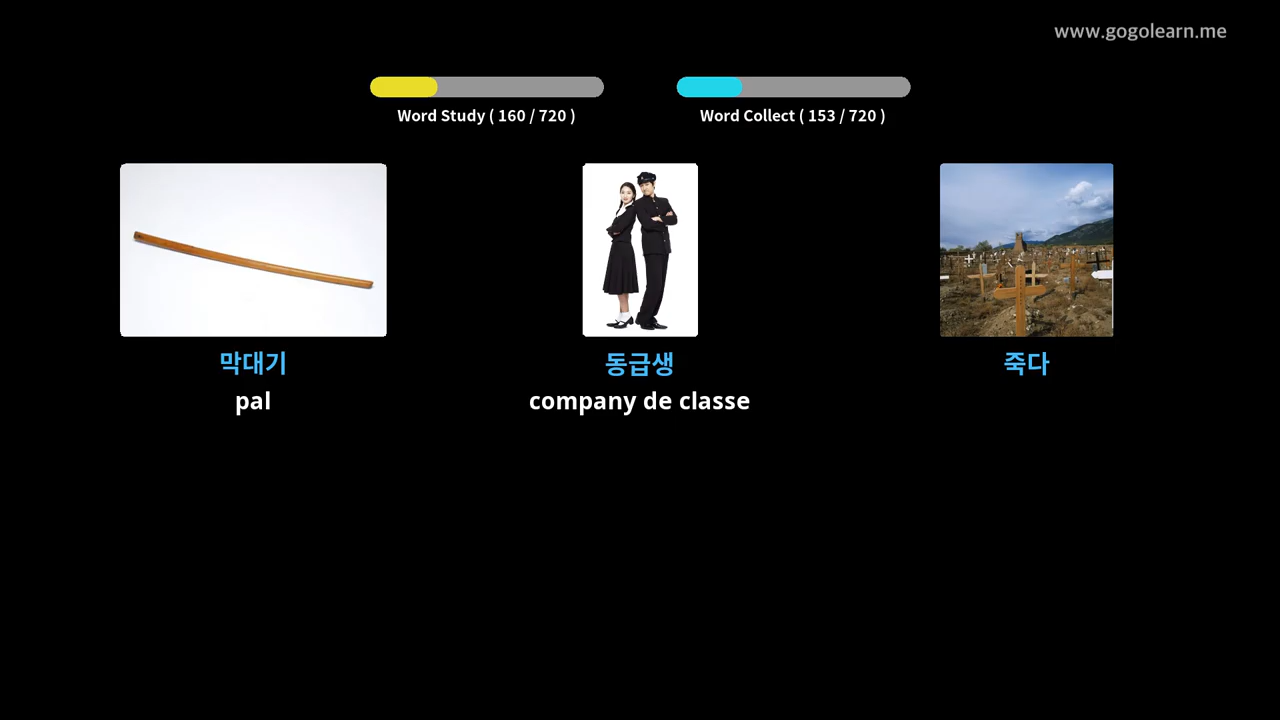 www.gogolearn.me
Word Study ( 160 / 720 )
Word Collect ( 153 / 720 )
막대기
동급생
죽다
pal
company de classe